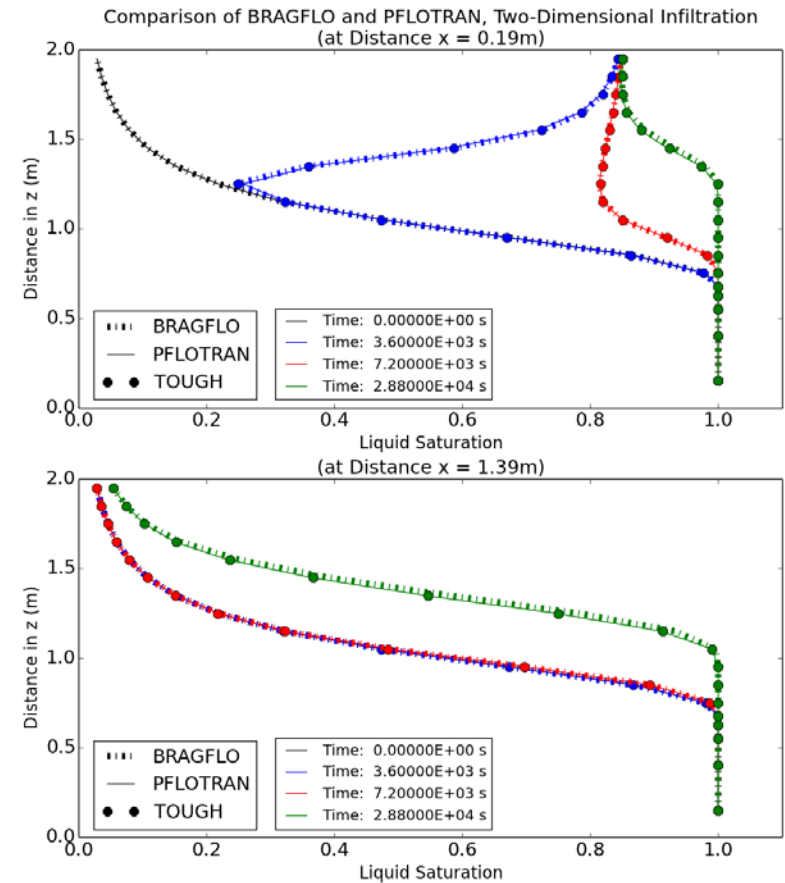 Comparison of BRAGFLO and PFLOTRAN, Two-Dimensional Infiltration
(at Distance x = 0.19m)
2.0
1.5
1.0
0.5
0.0
Distance in z (m)
BRAGFLO
PFLOTRAN
TOUGH
Time: 0.00000E+00 s
Time: 3.60000E+03 s
Time: 7.20000E+03 s
Time: 2.88000E+04 s
0.0 0.2 0.4 0.6 0.8 1.0
Liquid Saturation
(at Distance x = 1.39m)
2.0
1.5
1.0
0.5
0.0
Distance in z (m)
BRAGFLO
PFLOTRAN
TOUGH
Time: 0.00000E+00 s
Time: 3.60000E+03 s
Time: 7.20000E+03 s
Time: 2.88000E+04 s
0.0 0.2 0.4 0.6 0.8 1.0
Liquid Saturation